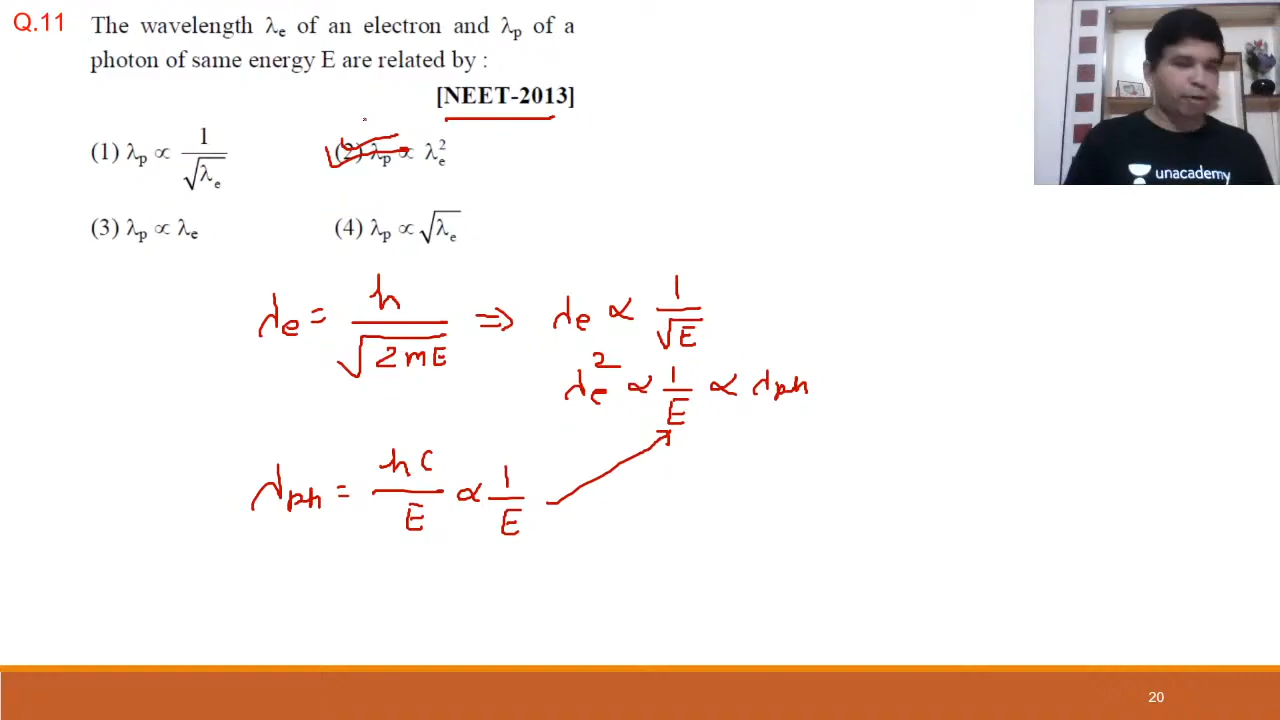 Q.11 The wavelength λe of an electron and λp of a
photon of same energy E are related by :
[NEET-2013]
(1) λp ∝ 1/√λe (2) λp ∝ λe²
(3) λp ∝ λe (4) λp ∝ √λe
λe = h/√2mE ⇒ λe ∝ 1/√E
λe² ∝ 1/E ∝ λph
λph = hC/E ∝ 1/E
unacademy
20